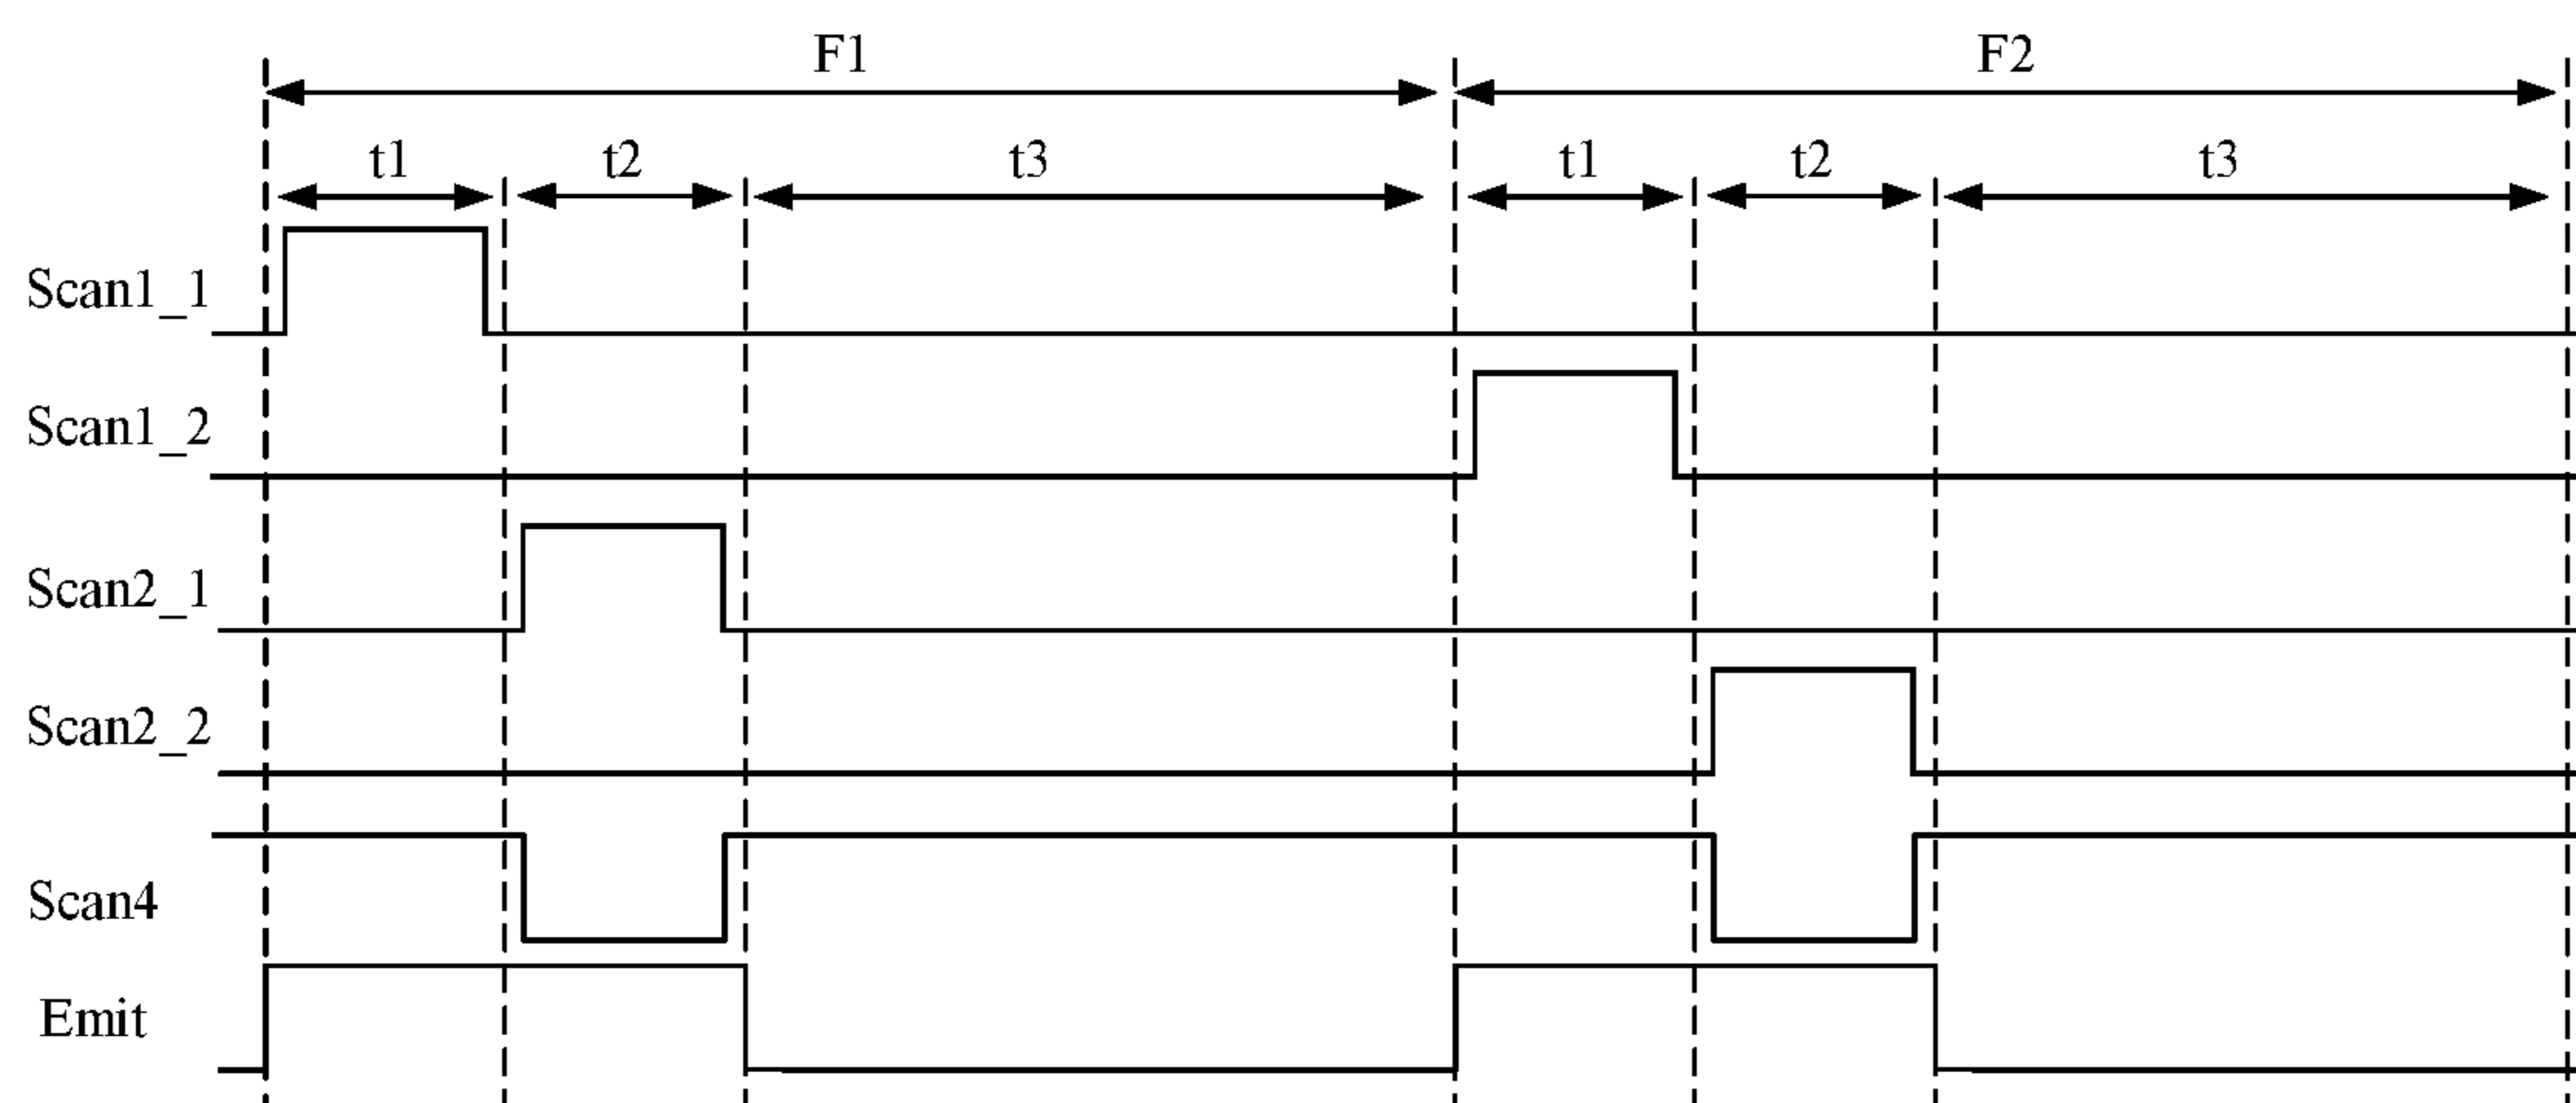 F1 F2
t1 t2 t3 t1 t2 t3
Scan1_1
Scan1_2
Scan2_1
Scan2_2
Scan4
Emit